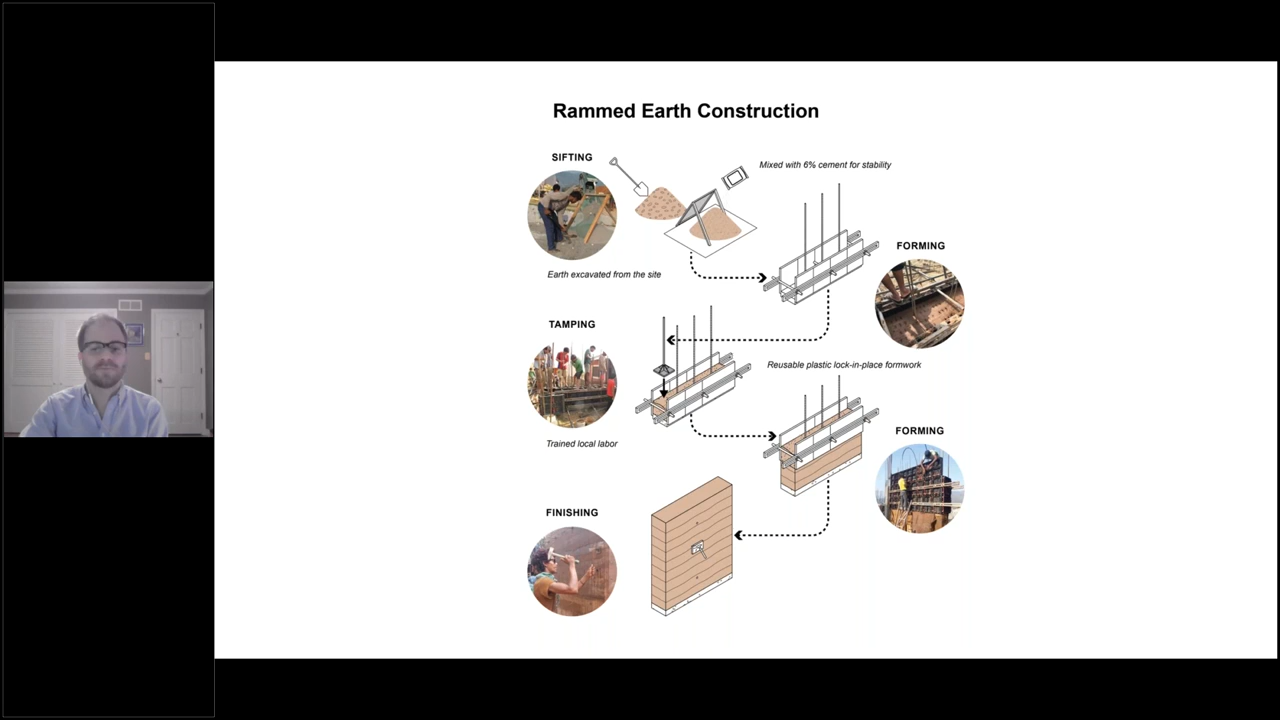 Rammed Earth Construction
SIFTING
Mixed with 6% cement for stability
FORMING
Earth excavated from the site
TAMPING
Reusable plastic lock-in-place formwork
FORMING
Trained local labor
FINISHING